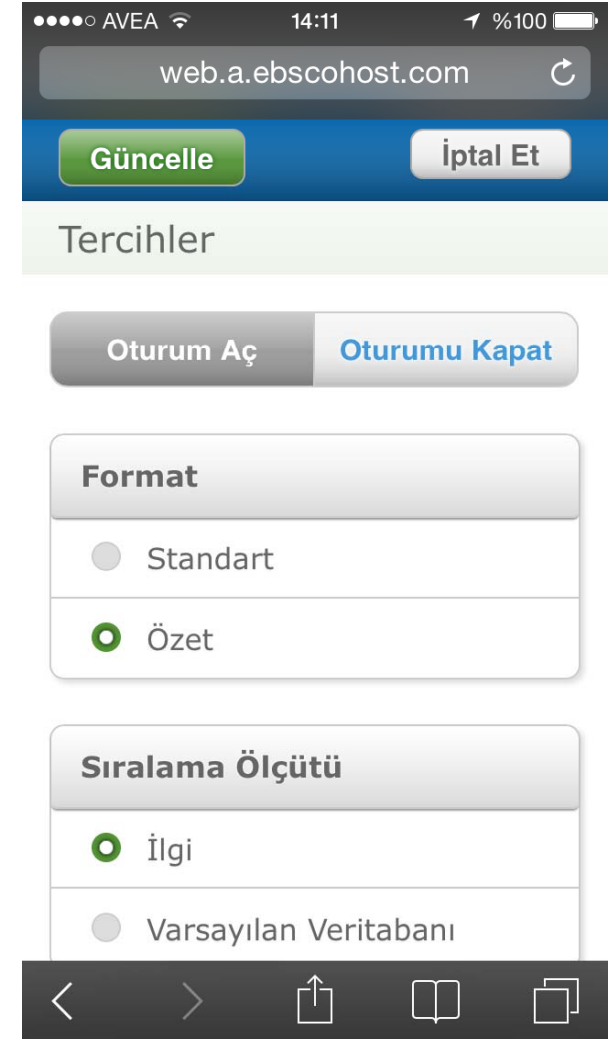 AVEA 14:11 %100
web.a.ebscohost.com
Güncelle İptal Et
Tercihler
Oturum Aç Oturumu Kapat
Format
Standart
Özet
Sıralama Ölçütü
İlgi
Varsayılan Veritabanı